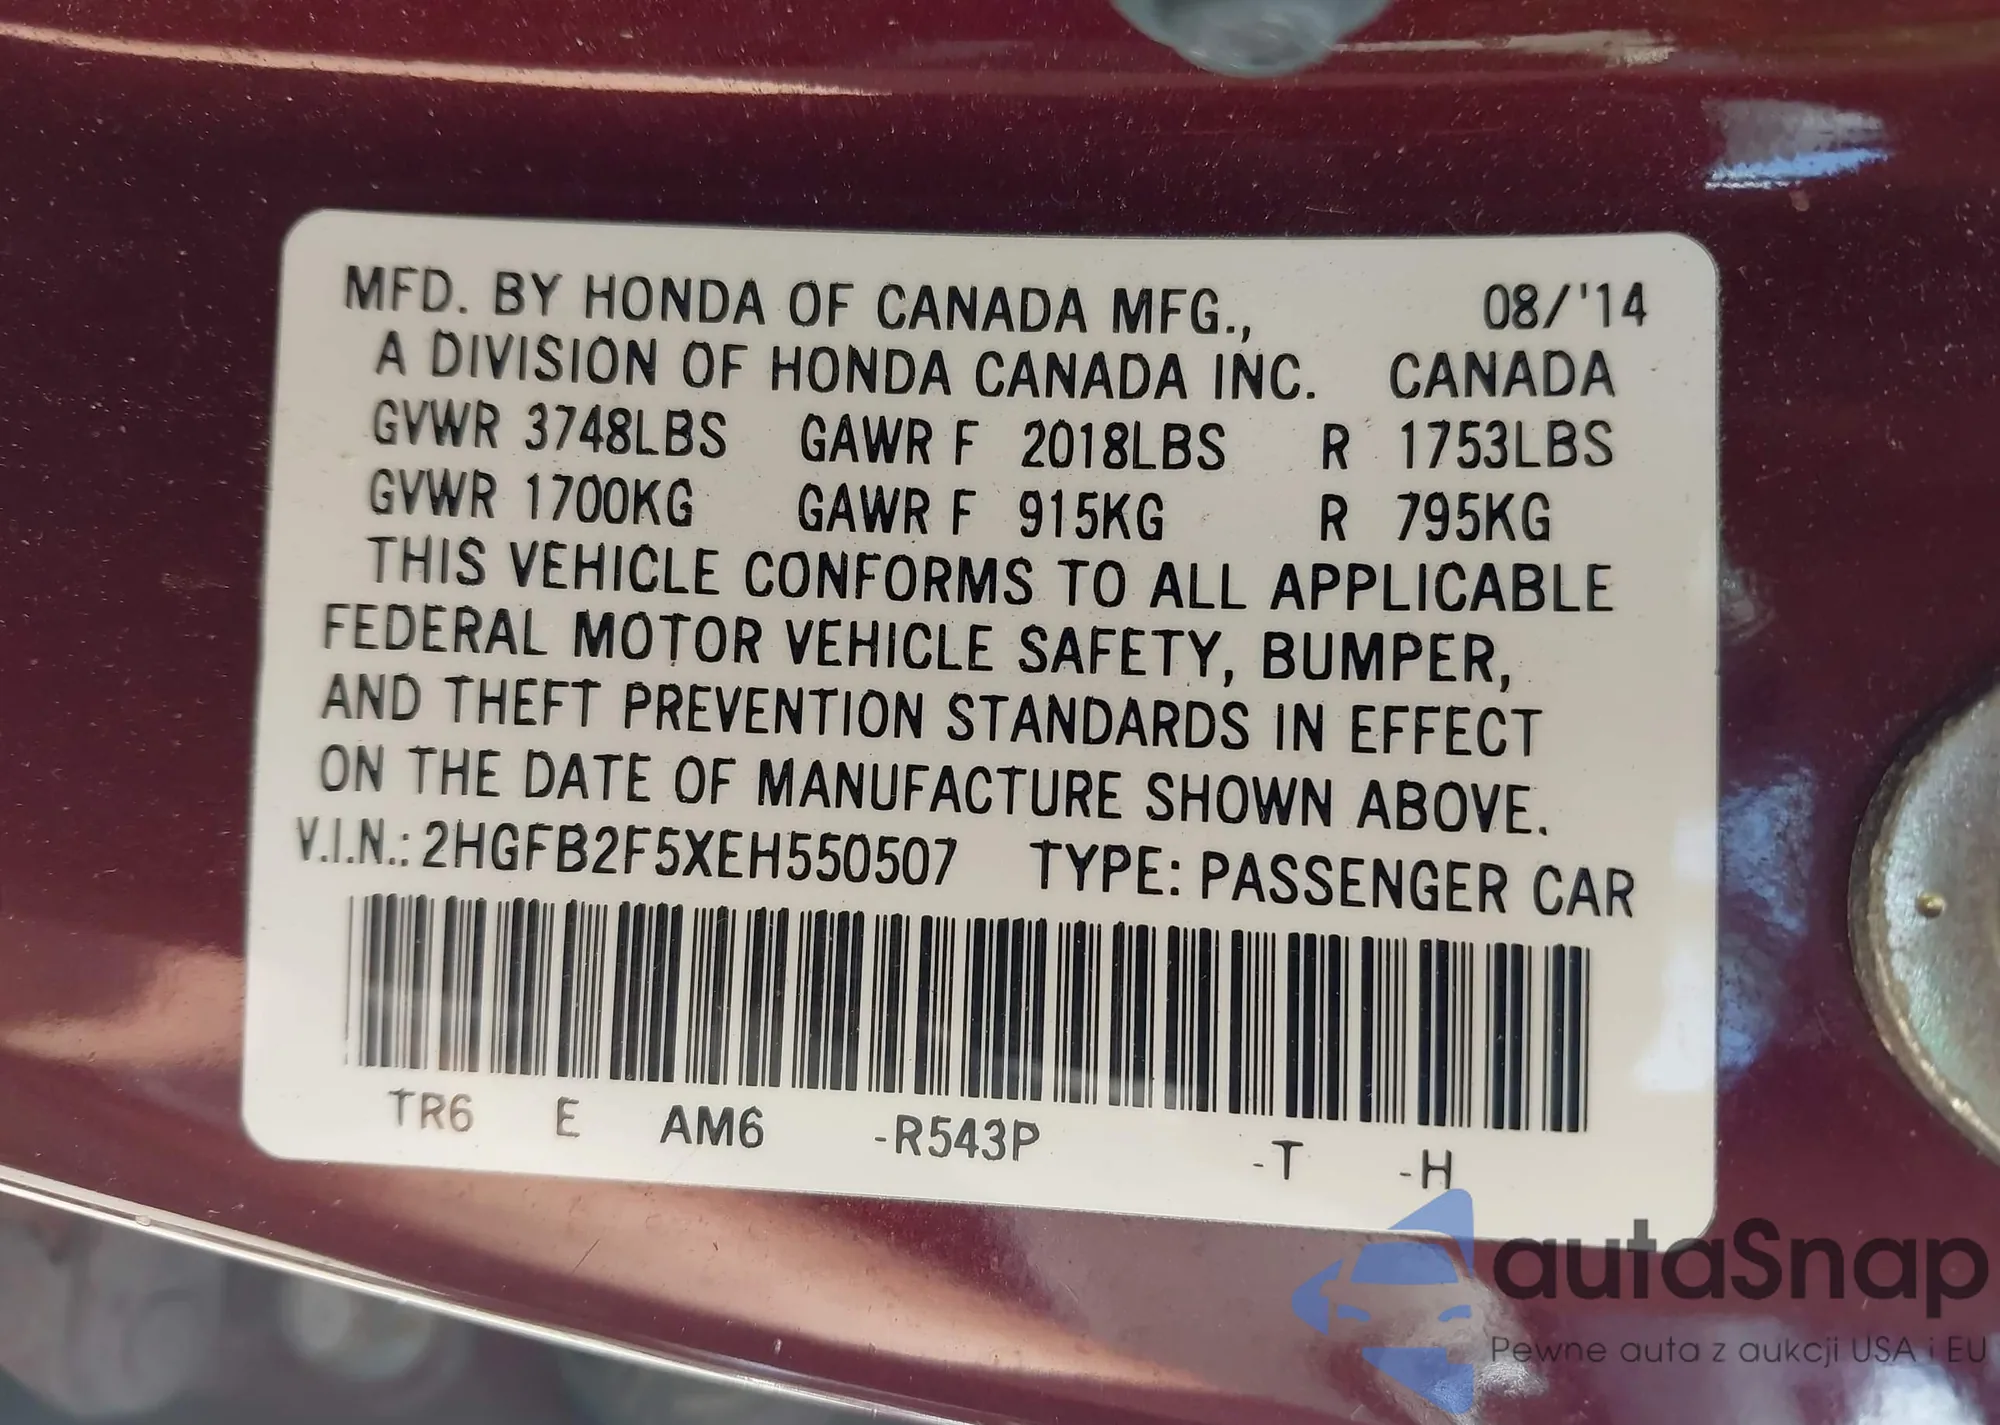 MFD. BY HONDA OF CANADA MFG., 08/'14
A DIVISION OF HONDA CANADA INC. CANADA
GVWR 3748LBS GAWR F 2018LBS R 1753LBS
GVWR 1700KG GAWR F 915KG R 795KG
THIS VEHICLE CONFORMS TO ALL APPLICABLE
FEDERAL MOTOR VEHICLE SAFETY, BUMPER,
AND THEFT PREVENTION STANDARDS IN EFFECT
ON THE DATE OF MANUFACTURE SHOWN ABOVE.
V.I.N.: 2HGFB2F5XEH550507 TYPE: PASSENGER CAR
TR6 E AM6 -R543P -T -H
autaSnap
Pewne auta z aukcji USA i EU